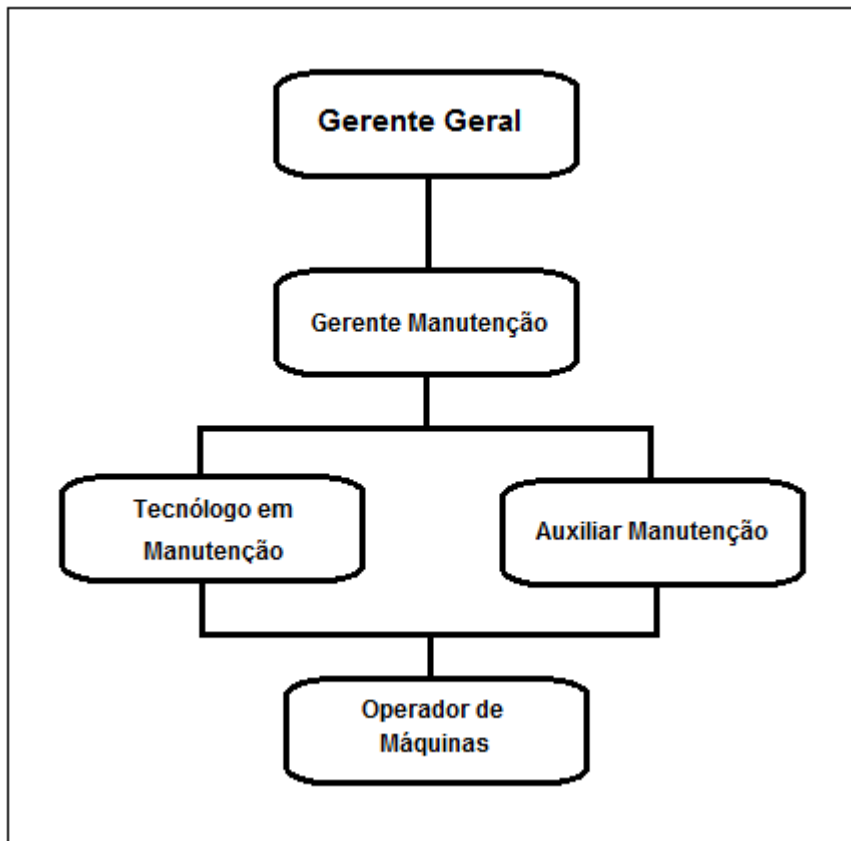 Gerente Geral
Gerente Manutenção
Tecnólogo em
Manutenção
Auxiliar Manutenção
Operador de
Máquinas